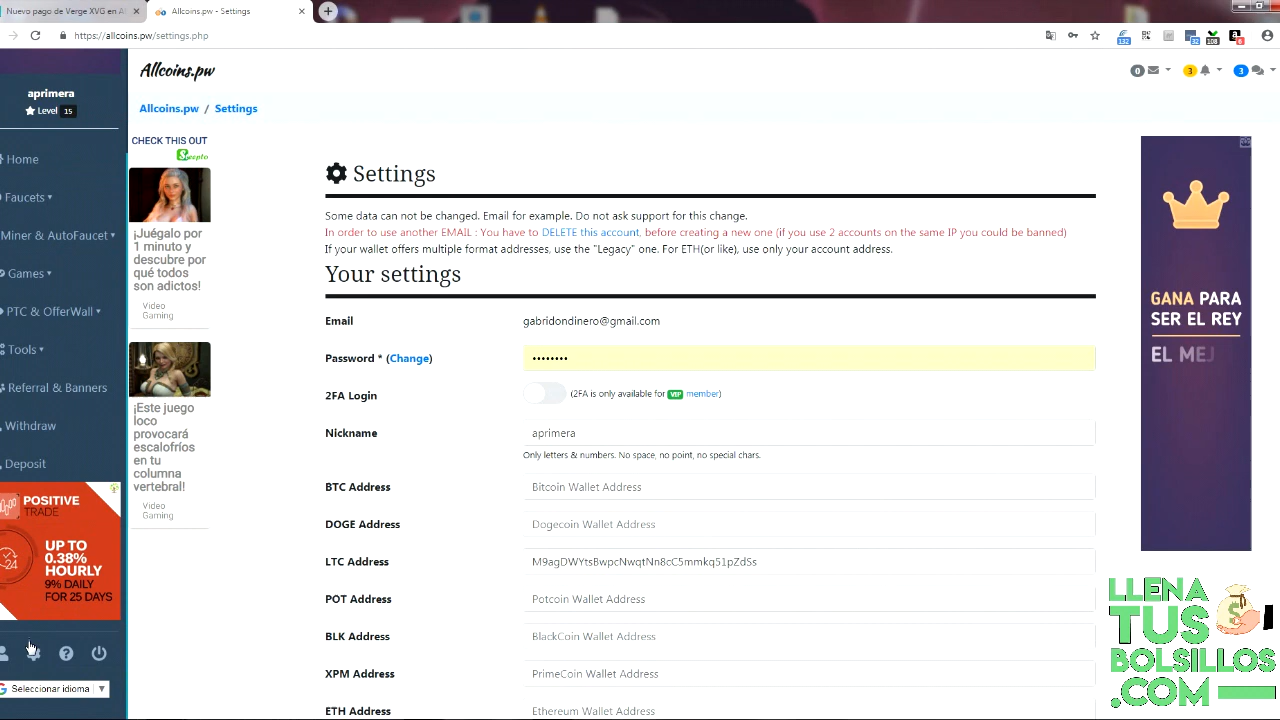 Nuevo pago de Verge XVG en A
Allcoins.pw - Settings
https://allcoins.pw/settings.php
132
32
108
6
aprimera
Level 15
Home
Faucets
Miner & AutoFaucet
Games
PTC & OfferWall
Tools
Referral & Banners
Withdraw
Deposit
POSITIVE
TRADE
24
UP TO
0.38%
HOURLY
9% DAILY
FOR 25 DAYS
Seleccionar idioma
Allcoins.pw
0
3
3
Allcoins.pw / Settings
CHECK THIS OUT
¡Juégalo por
1 minuto y
descubre por
qué todos
son adictos!
Video
Gaming
¡Este juego
loco
provocará
escalofríos
en tu
columna
vertebral!
Video
Gaming
Settings
Some data can not be changed. Email for example. Do not ask support for this change.
In order to use another EMAIL : You have to DELETE this account, before creating a new one (if you use 2 accounts on the same IP you could be banned)
If your wallet offers multiple format addresses, use the "Legacy" one. For ETH(or like), use only your account address.
Your settings
Email gabridondinero@gmail.com
Password * (Change) ••••••••
2FA Login (2FA is only available for VIP member)
Nickname aprimera
Only letters & numbers. No space, no point, no special chars.
BTC Address Bitcoin Wallet Address
DOGE Address Dogecoin Wallet Address
LTC Address M9agDWYtsBwpcNwqtNn8cC5mmkq51pZdSs
POT Address Potcoin Wallet Address
BLK Address BlackCoin Wallet Address
XPM Address PrimeCoin Wallet Address
ETH Address Ethereum Wallet Address
GANA PARA
SER EL REY
EL MEJ
LLENA
TUS
BOLSILLOS
.COM